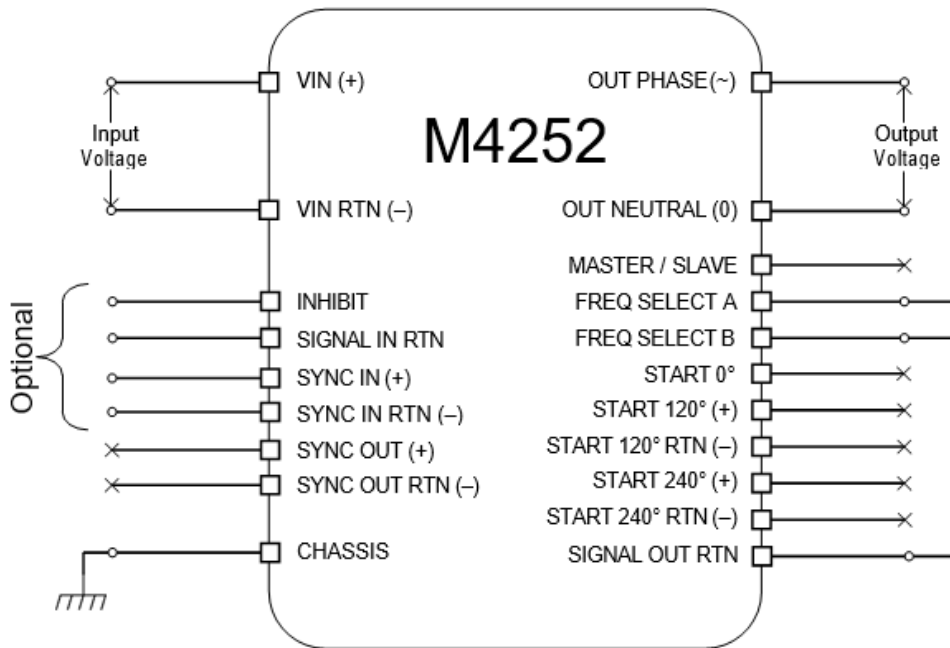 M4252
VIN (+)
Input
Voltage
VIN RTN (–)
Optional
INHIBIT
SIGNAL IN RTN
SYNC IN (+)
SYNC IN RTN (–)
SYNC OUT (+)
SYNC OUT RTN (–)
CHASSIS
OUT PHASE (~)
Output
Voltage
OUT NEUTRAL (0)
MASTER / SLAVE
FREQ SELECT A
FREQ SELECT B
START 0°
START 120° (+)
START 120° RTN (–)
START 240° (+)
START 240° RTN (–)
SIGNAL OUT RTN